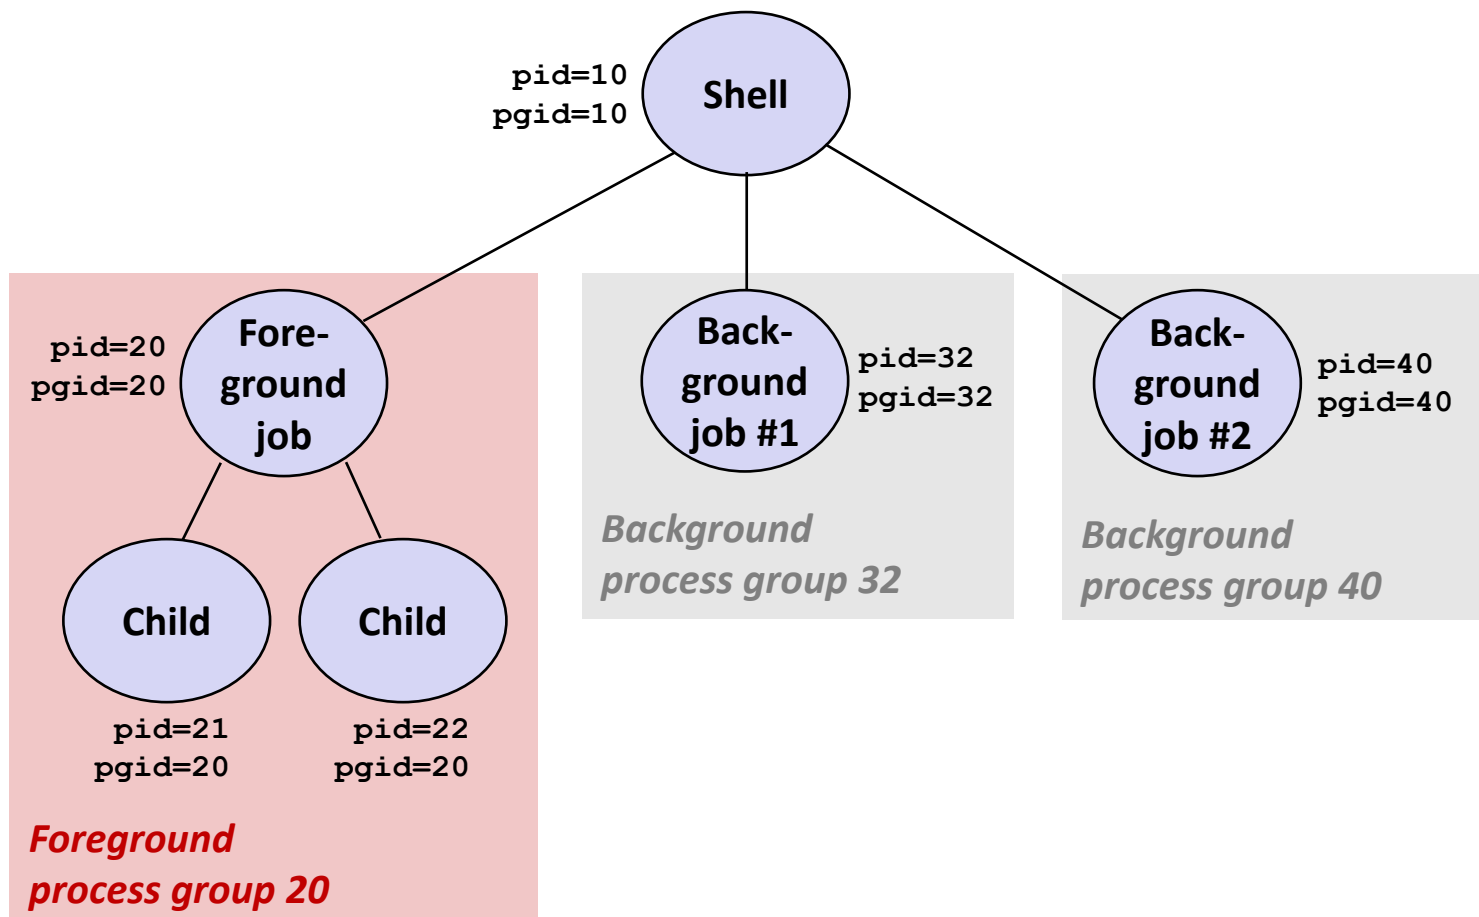 pid=10
pgid=10
Shell
pid=20
pgid=20
Fore-
ground
job
Back-
ground
job #1
pid=32
pgid=32
Back-
ground
job #2
pid=40
pgid=40
Background
process group 32
Background
process group 40
Child
Child
pid=21
pgid=20
pid=22
pgid=20
Foreground
process group 20